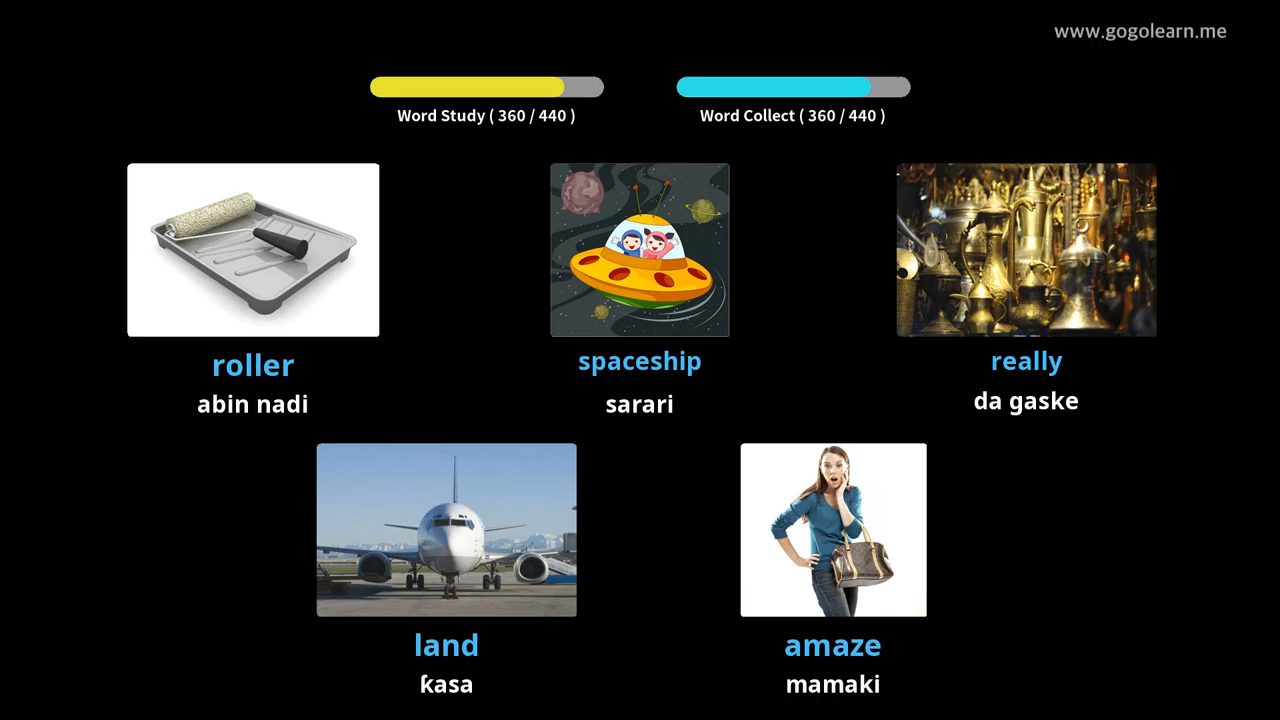 www.gogolearn.me
Word Study ( 360 / 440 )
Word Collect ( 360 / 440 )
roller
abin nadi
spaceship
sarari
really
da gaske
land
ƙasa
amaze
mamaki